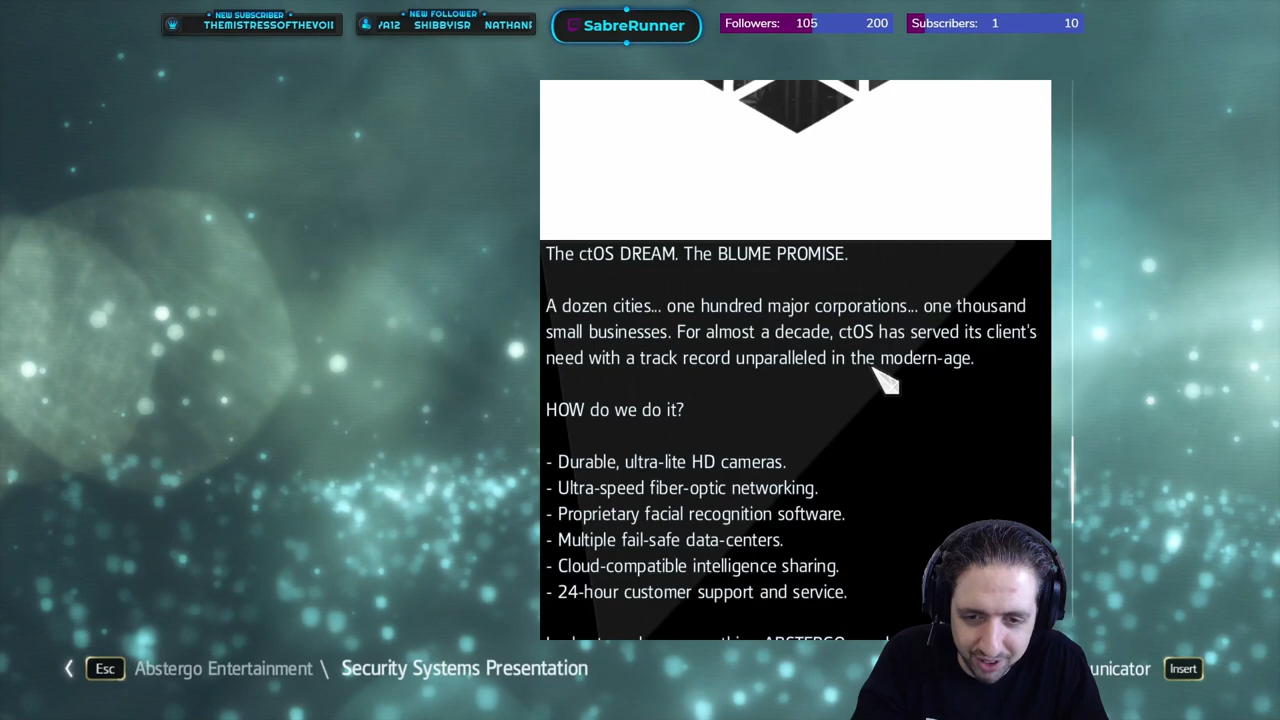 NEW SUBSCRIBER
THEMISTRESSOFTHEVOII
NEW FOLLOWER
SHIBBYISR
SabreRunner
Followers: 105 200
Subscribers: 1 10
The ctOS DREAM. The BLUME PROMISE.
A dozen cities... one hundred major corporations... one thousand
small businesses. For almost a decade, ctOS has served its client's
need with a track record unparalleled in the modern-age.
HOW do we do it?
- Durable, ultra-lite HD cameras.
- Ultra-speed fiber-optic networking.
- Proprietary facial recognition software.
- Multiple fail-safe data-centers.
- Cloud-compatible intelligence sharing.
- 24-hour customer support and service.
Esc Abstergo Entertainment \ Security Systems Presentation
unicator Insert